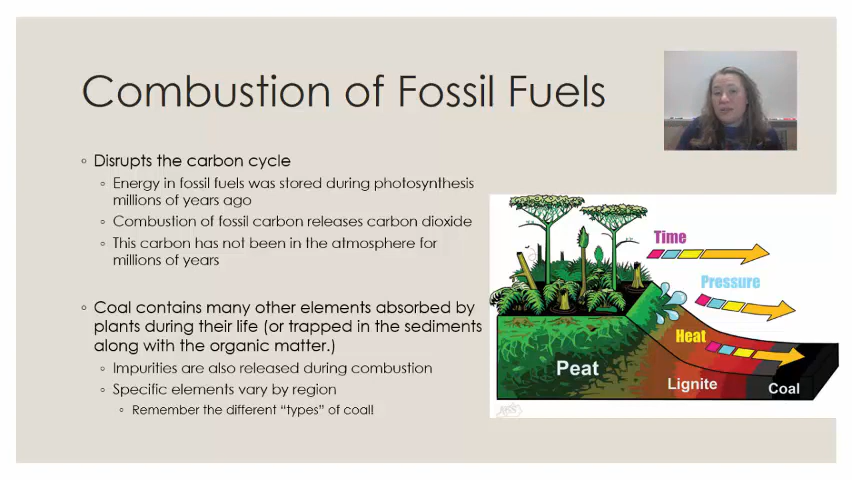 Combustion of Fossil Fuels
Disrupts the carbon cycle
Energy in fossil fuels was stored during photosynthesis
millions of years ago
Combustion of fossil carbon releases carbon dioxide
This carbon has not been in the atmosphere for
millions of years
Coal contains many other elements absorbed by
plants during their life (or trapped in the sediments
along with the organic matter.)
Impurities are also released during combustion
Specific elements vary by region
Remember the different “types” of coal!
Time
Pressure
Heat
Peat
Lignite
Coal